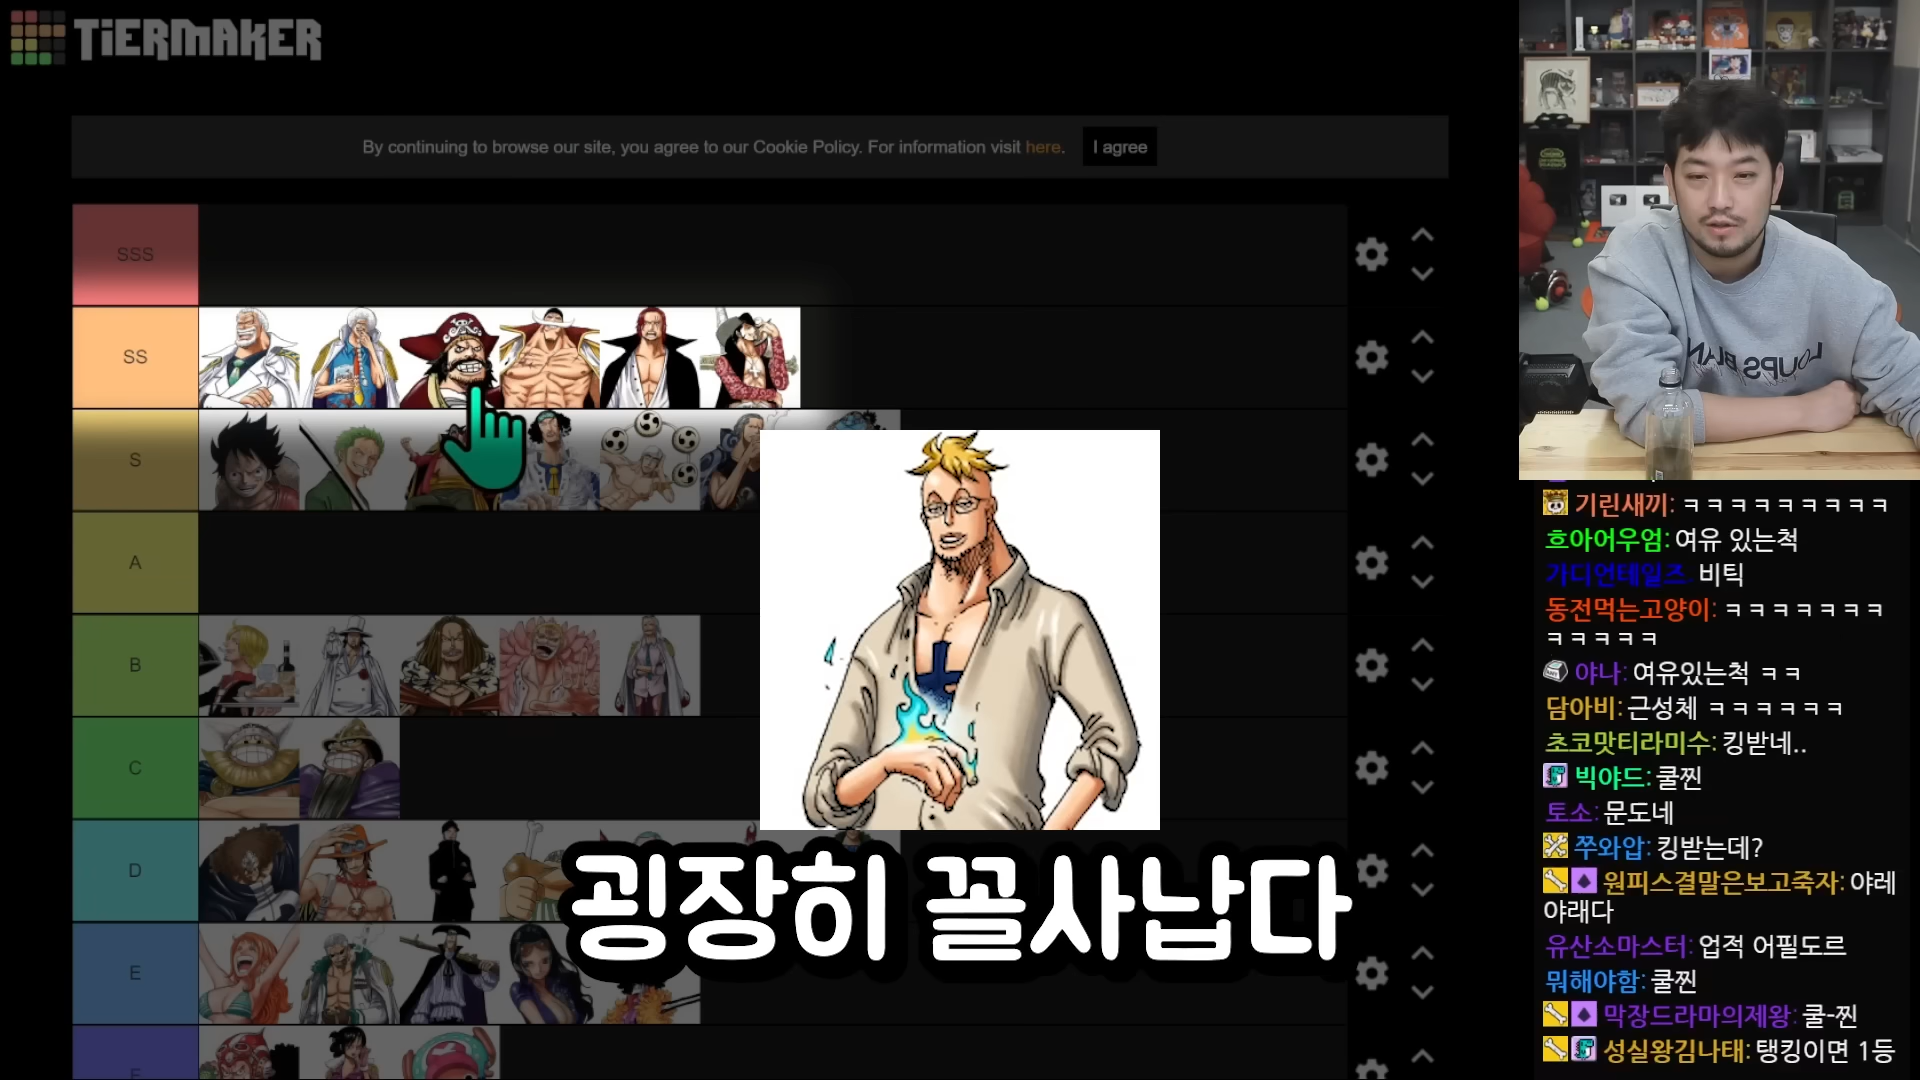 TiERMAKER
By continuing to browse our site, you agree to our Cookie Policy. For information visit here.
I agree
SSS
SS
S
A
B
C
D
E
F
굉장히 꼴사납다
LOUPS BLAN
기린새끼: ㅋㅋㅋㅋㅋㅋㅋㅋㅋ
흐아어우엄: 여유 있는척
가디언테일즈: 비틱
동전먹는고양이: ㅋㅋㅋㅋㅋㅋㅋ
ㅋㅋㅋㅋㅋ
야나: 여유있는척 ㅋㅋ
담아비: 근성체 ㅋㅋㅋㅋㅋㅋ
초코맛티라미수: 킹받네..
빅야드: 쿨찐
토소: 문도네
쭈와압: 킹받는데?
원피스결말은보고죽자: 야레
야래다
유산소마스터: 업적 어필도르
뭐해야함: 쿨찐
막장드라마의제왕: 쿨-찐
성실왕김나태: 탱킹이면 1등